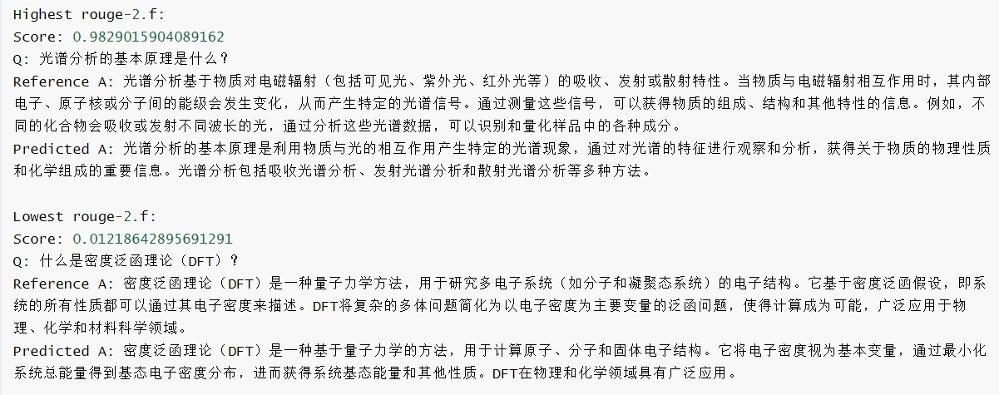 Highest rouge-2.f:
Score: 0.9829015904089162
Q: 光谱分析的基本原理是什么？
Reference A: 光谱分析基于物质对电磁辐射（包括可见光、紫外光、红外光等）的吸收、发射或散射特性。当物质与电磁辐射相互作用时，其内部
电子、原子核或分子间的能级会发生变化，从而产生特定的光谱信号。通过测量这些信号，可以获得物质的组成、结构和其他特性的信息。例如，不
同的化合物会吸收或发射不同波长的光，通过分析这些光谱数据，可以识别和量化样品中的各种成分。
Predicted A: 光谱分析的基本原理是利用物质与光的相互作用产生特定的光谱现象，通过对光谱的特征进行观察和分析，获得关于物质的物理性质
和化学组成的重要信息。光谱分析包括吸收光谱分析、发射光谱分析和散射光谱分析等多种方法。
Lowest rouge-2.f:
Score: 0.01218642895691291
Q: 什么是密度泛函理论（DFT）？
Reference A: 密度泛函理论（DFT）是一种量子力学方法，用于研究多电子系统（如分子和凝聚态系统）的电子结构。它基于密度泛函假设，即系
统的所有性质都可以通过其电子密度来描述。DFT将复杂的多体问题简化为以电子密度为主要变量的泛函问题，使得计算成为可能，广泛应用于物
理、化学和材料科学领域。
Predicted A: 密度泛函理论（DFT）是一种基于量子力学的方法，用于计算原子、分子和固体电子结构。它将电子密度视为基本变量，通过最小化
系统总能量得到基态电子密度分布，进而获得系统基态能量和其他性质。DFT在物理和化学领域具有广泛应用。